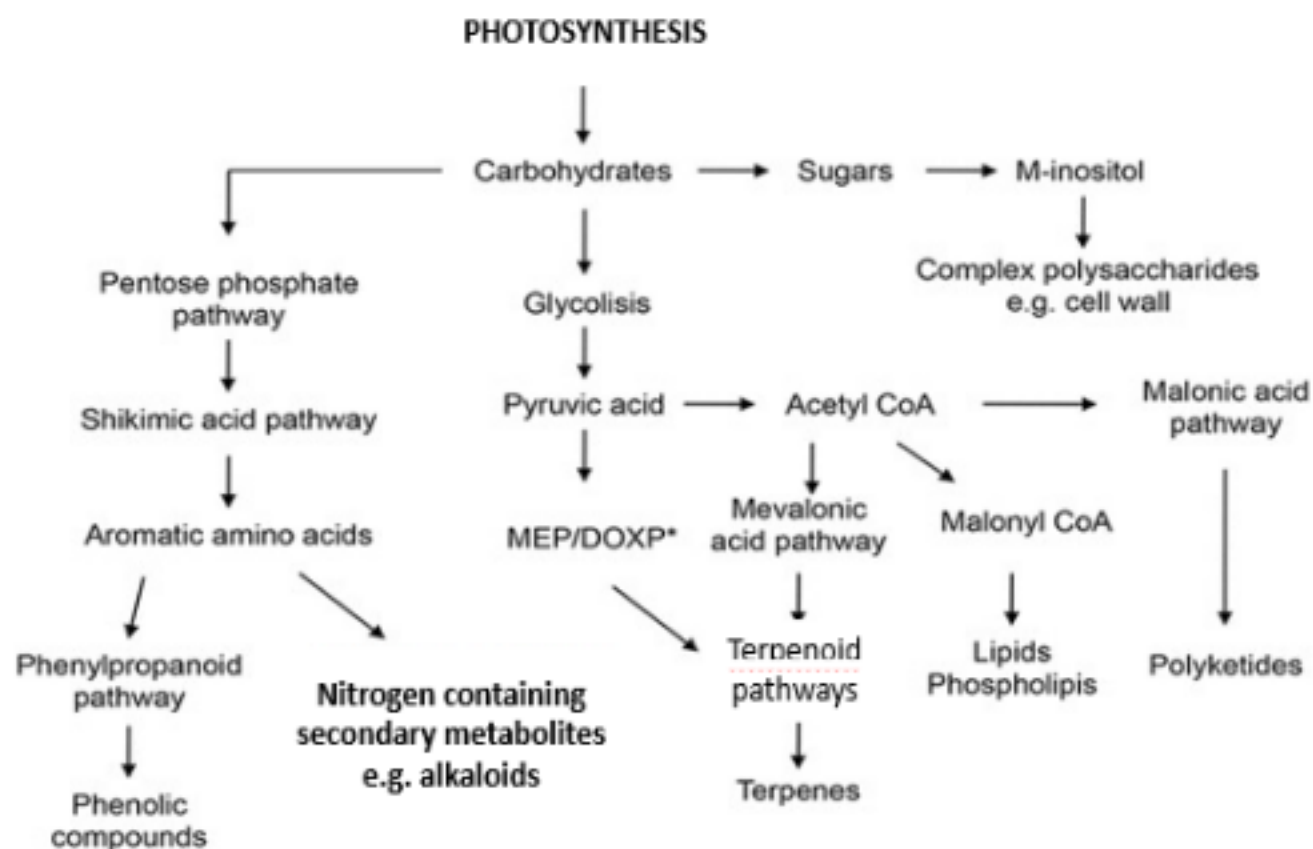 PHOTOSYNTHESIS
Carbohydrates
Sugars
M-inositol
Pentose phosphate
pathway
Glycolisis
Complex polysaccharides
e.g. cell wall
Shikimic acid pathway
Pyruvic acid
Acetyl CoA
Malonic acid
pathway
Aromatic amino acids
MEP/DOXP*
Mevalonic
acid pathway
Malonyl CoA
Phenylpropanoid
pathway
Nitrogen containing
secondary metabolites
e.g. alkaloids
Terpenoid
pathways
Lipids
Phospholipis
Polyketides
Phenolic
compounds
Terpenes